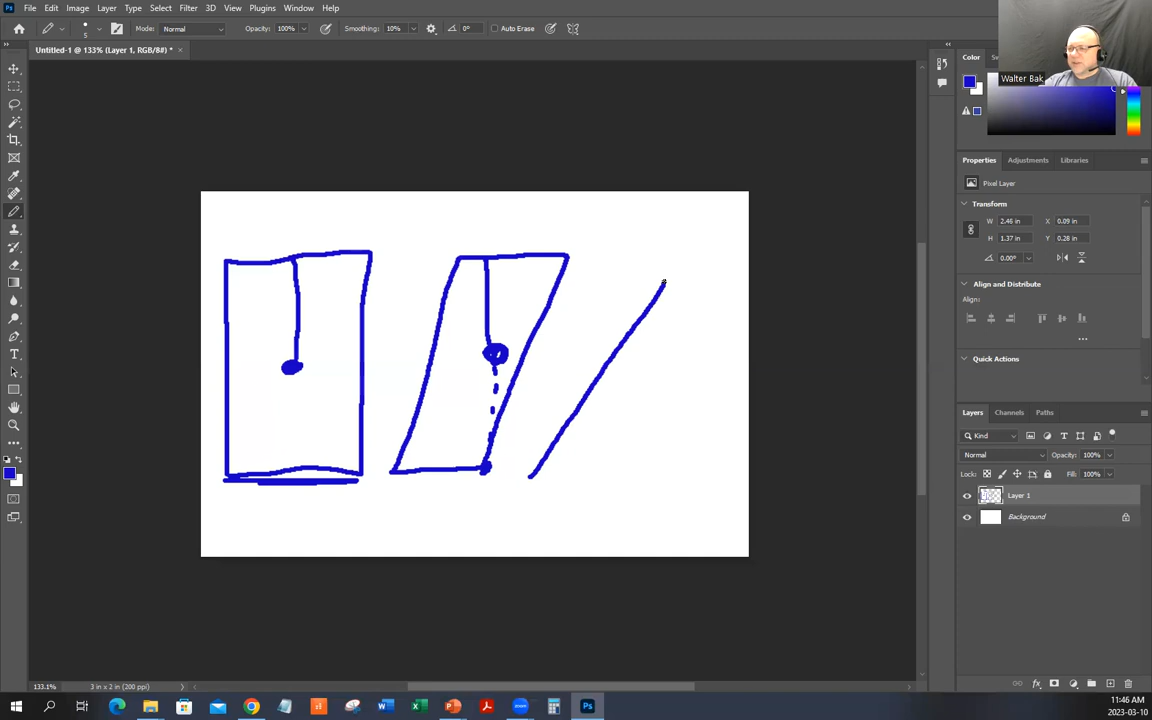 Ps File Edit Image Layer Type Select Filter 3D View Plugins Window Help
5 Mode: Normal Opacity: 100% Smoothing: 10% 0° Auto Erase
Untitled-1 @ 133% (Layer 1, RGB/8#) * ×
Color
Walter Bak
Properties Adjustments Libraries
Pixel Layer
Transform
W 2.46 in X 0.09 in
H 1.37 in Y 0.28 in
0.00°
Align and Distribute
Align:
Quick Actions
Layers Channels Paths
Kind
Normal Opacity: 100%
Lock: Fill: 100%
Layer 1
Background
133.1% 3 in x 2 in (200 ppi)
11:46 AM
2023-03-10